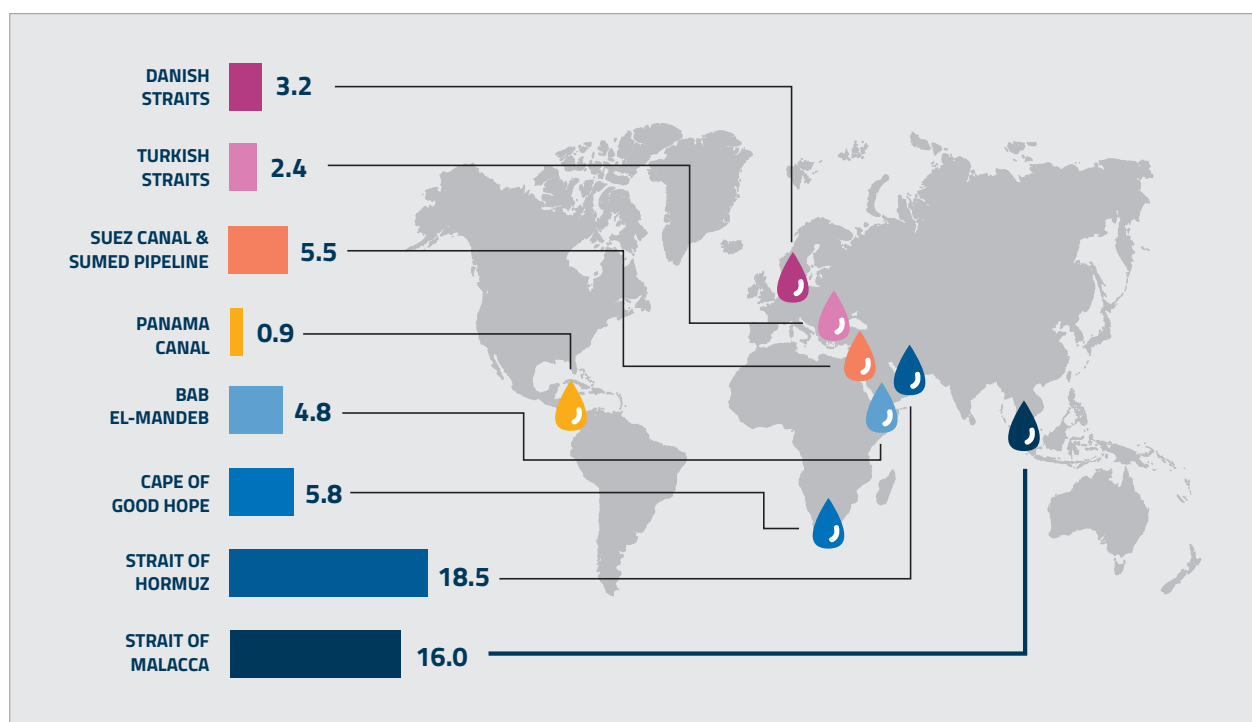 DANISH
STRAITS
3.2
TURKISH
STRAITS
2.4
SUEZ CANAL &
SUMED PIPELINE
5.5
PANAMA
CANAL
0.9
BAB
EL-MANDEB
4.8
CAPE OF
GOOD HOPE
5.8
STRAIT OF
HORMUZ
18.5
STRAIT OF
MALACCA
16.0